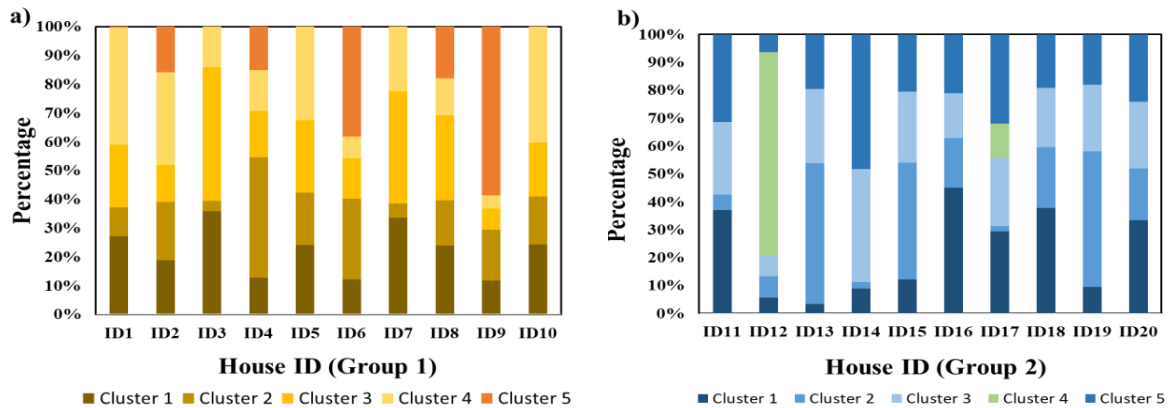 a)
100%
90%
80%
70%
60%
50%
40%
30%
20%
10%
0%
Percentage
ID1 ID2 ID3 ID4 ID5 ID6 ID7 ID8 ID9 ID10
House ID (Group 1)
Cluster 1 Cluster 2 Cluster 3 Cluster 4 Cluster 5
b)
100%
90%
80%
70%
60%
50%
40%
30%
20%
10%
0%
Percentage
ID11 ID12 ID13 ID14 ID15 ID16 ID17 ID18 ID19 ID20
House ID (Group 2)
Cluster 1 Cluster 2 Cluster 3 Cluster 4 Cluster 5